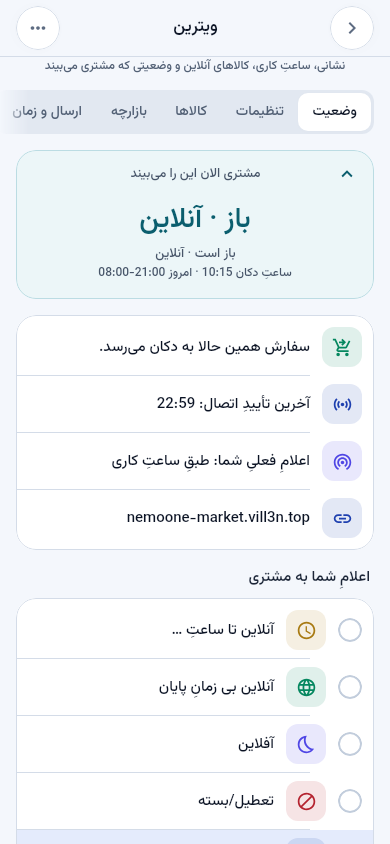 ویترین
نشانی، ساعتِ کاری، کالاهای آنلاین و وضعیتی که مشتری می‌بیند
وضعیت
تنظیمات
کالاها
بازارچه
ارسال و زمان
مشتری الان این را می‌بیند
باز · آنلاین
باز است · آنلاین
ساعتِ دکان 10:15 · امروز 21:00–08:00
سفارش همین حالا به دکان می‌رسد.
آخرین تأییدِ اتصال: 22:59
اعلامِ فعلیِ شما: طبقِ ساعتِ کاری
nemoone-market.vill3n.top
اعلامِ شما به مشتری
آنلاین تا ساعتِ ...
آنلاین بی زمانِ پایان
آفلاین
تعطیل/بسته